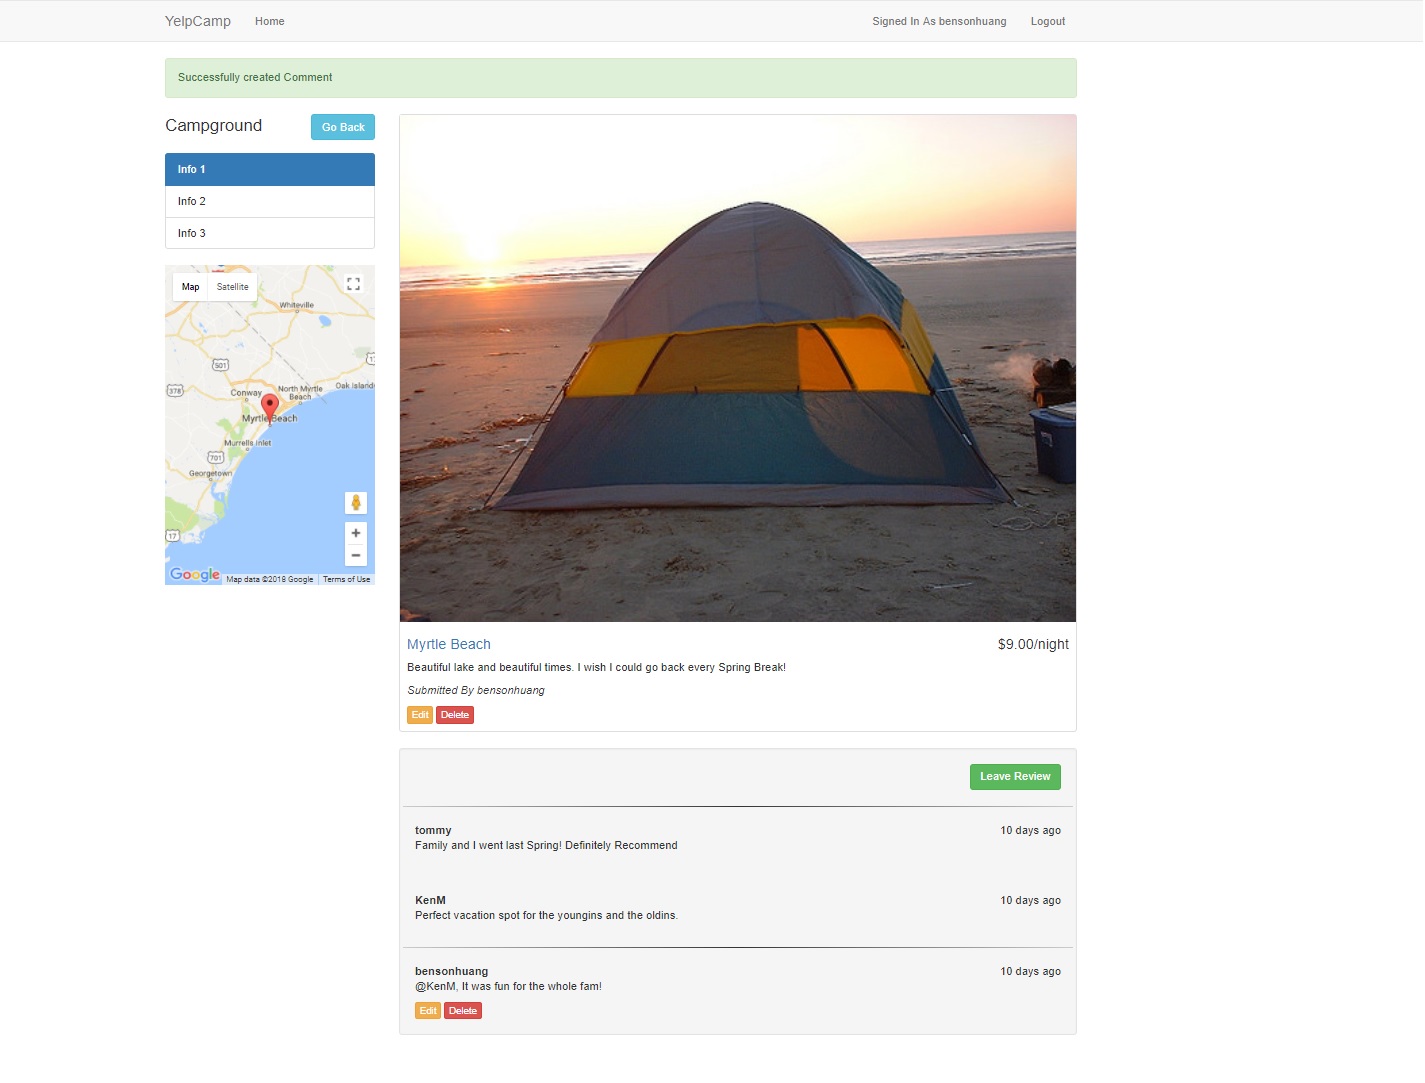 YelpCamp Home Signed In As bensonhuang Logout
Successfully created Comment
Campground Go Back
Info 1
Info 2
Info 3
Map Satellite
Whiteville
501
378
North Myrtle
Beach
Oak Island
Conway
Myrtle Beach
Murrells Inlet
701
Georgetown
17
Google Map data ©2018 Google Terms of Use
Myrtle Beach $9.00/night
Beautiful lake and beautiful times. I wish I could go back every Spring Break!
Submitted By bensonhuang
Edit Delete
Leave Review
tommy 10 days ago
Family and I went last Spring! Definitely Recommend
KenM 10 days ago
Perfect vacation spot for the youngins and the oldins.
bensonhuang 10 days ago
@KenM, It was fun for the whole fam!
Edit Delete